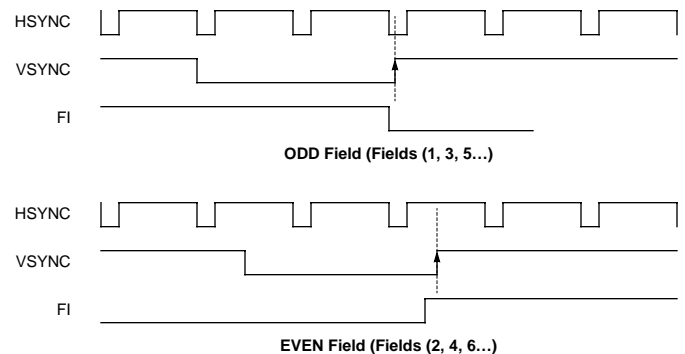 HSYNC
VSYNC
FI
ODD Field (Fields (1, 3, 5…)
HSYNC
VSYNC
FI
EVEN Field (Fields (2, 4, 6…)